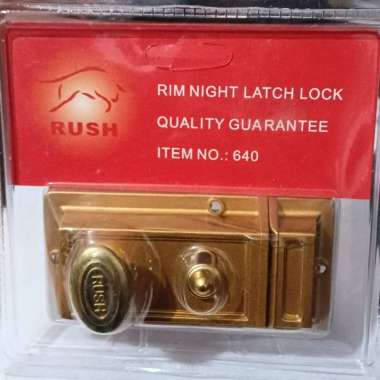 RUSH
RIM NIGHT LATCH LOCK
QUALITY GUARANTEE
ITEM NO.: 640
RUSH